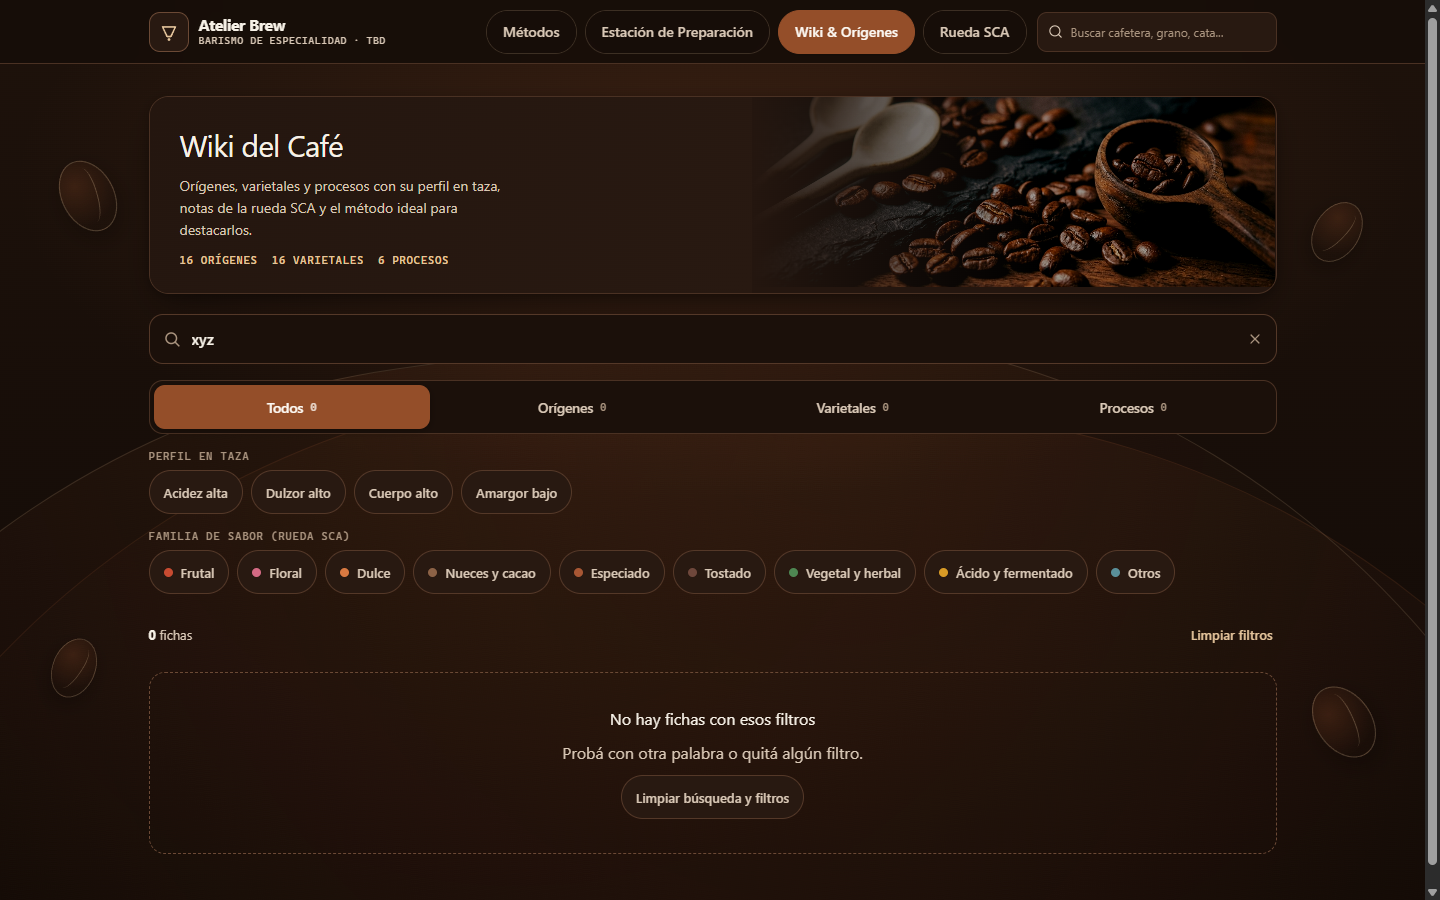 Atelier Brew
BARISMO DE ESPECIALIDAD · TBD
Métodos
Estación de Preparación
Wiki & Orígenes
Rueda SCA
Buscar cafetera, grano, cata...
Wiki del Café
Orígenes, varietales y procesos con su perfil en taza,
notas de la rueda SCA y el método ideal para
destacarlos.
16 ORÍGENES 16 VARIETALES 6 PROCESOS
xyz
Todos 0
Orígenes 0
Varietales 0
Procesos 0
PERFIL EN TAZA
Acidez alta
Dulzor alto
Cuerpo alto
Amargor bajo
FAMILIA DE SABOR (RUEDA SCA)
Frutal
Floral
Dulce
Nueces y cacao
Especiado
Tostado
Vegetal y herbal
Ácido y fermentado
Otros
0 fichas
Limpiar filtros
No hay fichas con esos filtros
Probá con otra palabra o quitá algún filtro.
Limpiar búsqueda y filtros